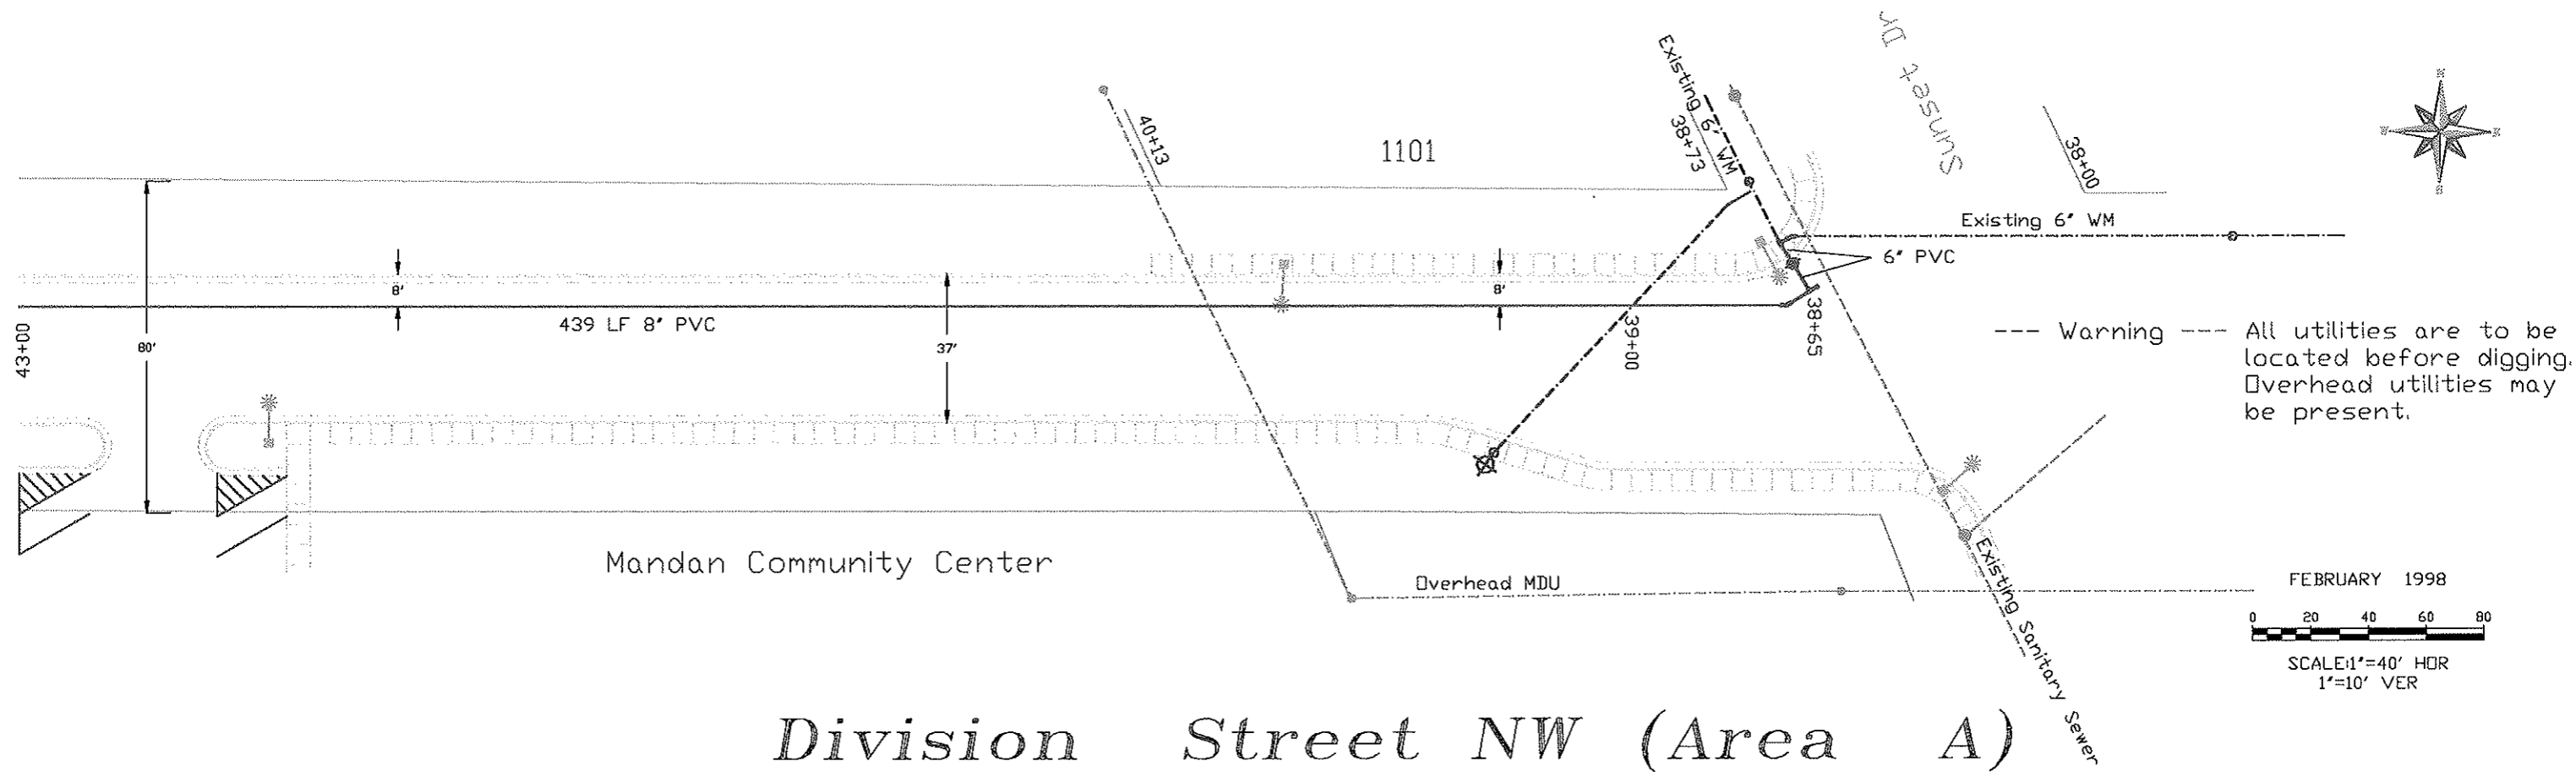 Sunset Dr
Existing 6" WM
38+73
40+13
1101
38+00
Existing 6" WM
6" PVC
8'
8'
439 LF 8" PVC
43+00
80'
37'
39+00
38+65
--- Warning --- All utilities are to be
located before digging.
Overhead utilities may
be present.
Mandan Community Center
Overhead MDU
Existing Sanitary Sewer
FEBRUARY 1998
0 20 40 60 80
SCALE:1"=40' HOR
1"=10' VER
Division Street NW (Area A)